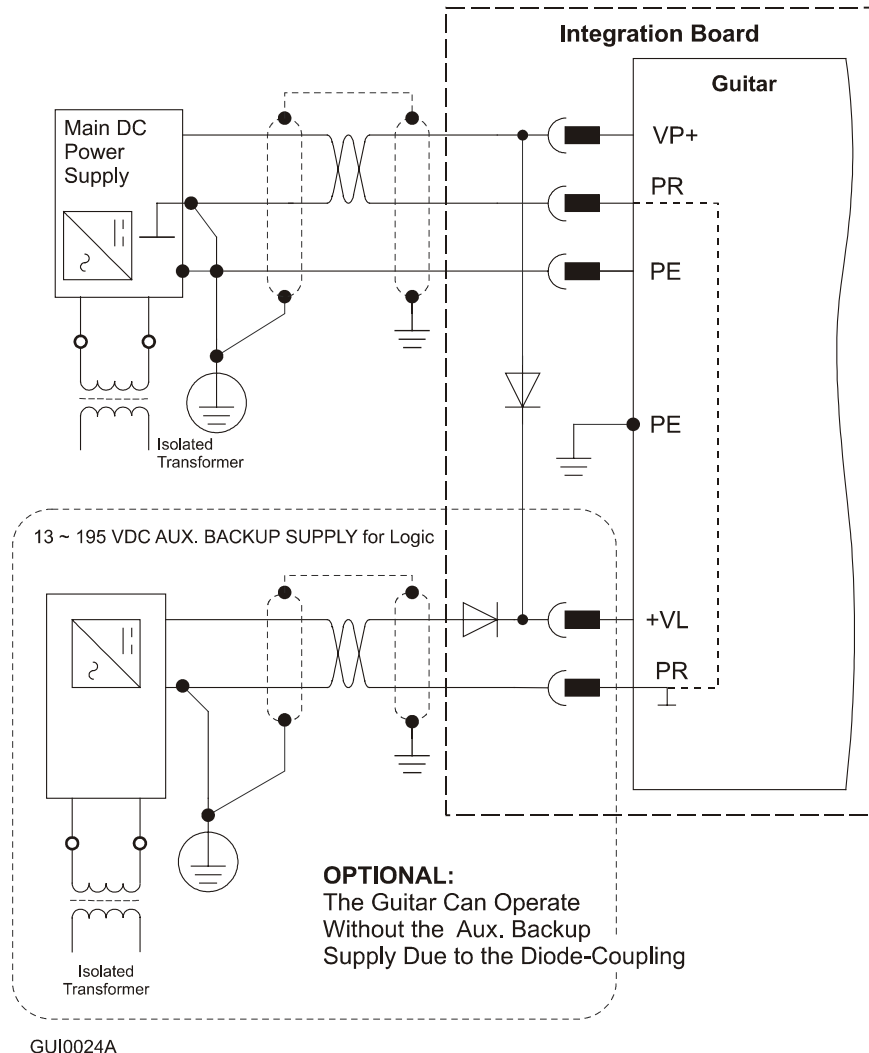 Integration Board
Guitar
Main DC
Power
Supply
VP+
PR
PE
Isolated
Transformer
PE
13 ~ 195 VDC AUX. BACKUP SUPPLY for Logic
+VL
PR
OPTIONAL:
The Guitar Can Operate
Without the Aux. Backup
Supply Due to the Diode-Coupling
Isolated
Transformer
GUI0024A